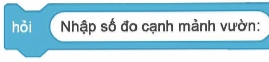 hỏi Nhập số đo cạnh mảnh vườn: